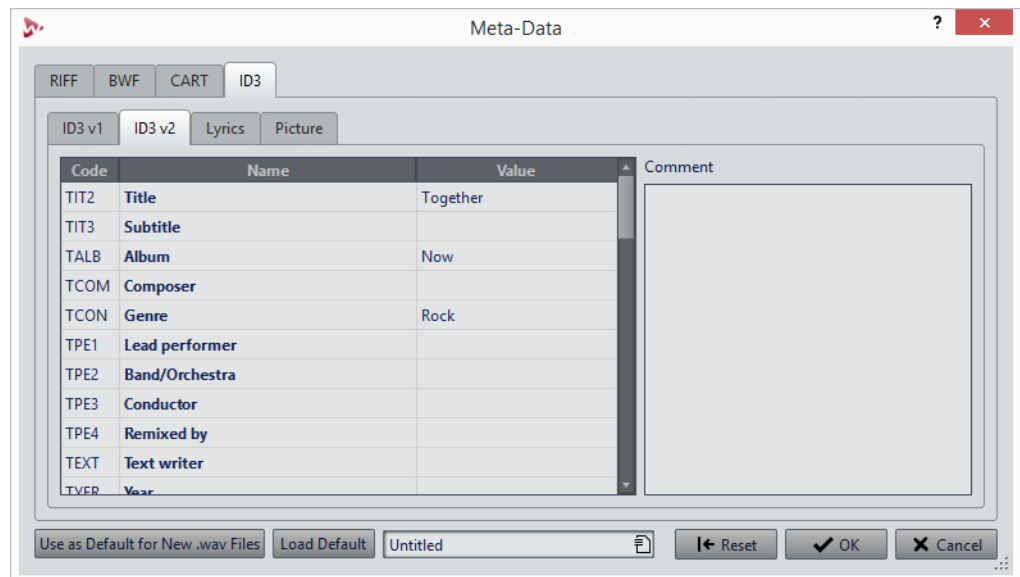 Meta-Data ?
RIFF BWF CART ID3
ID3 v1 ID3 v2 Lyrics Picture
Code Name Value
Comment
TIT2 Title Together
TIT3 Subtitle
TALB Album Now
TCOM Composer
TCON Genre Rock
TPE1 Lead performer
TPE2 Band/Orchestra
TPE3 Conductor
TPE4 Remixed by
TEXT Text writer
TYER Year
Use as Default for New .wav Files Load Default Untitled Reset OK Cancel